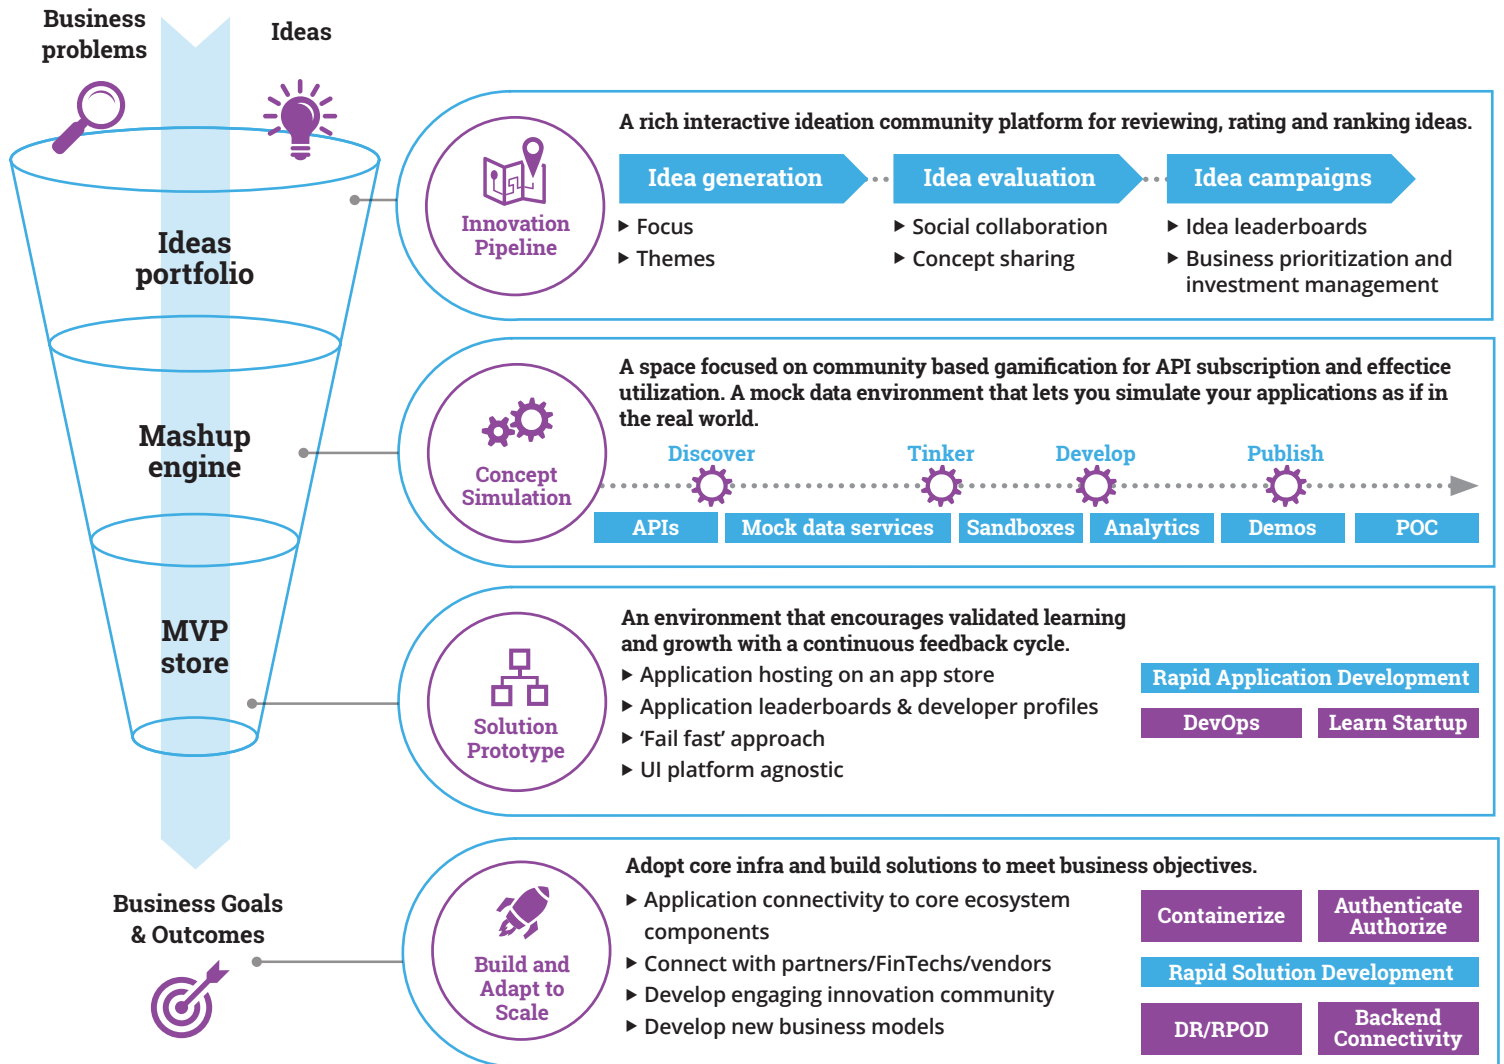 Business
problems
Ideas
Ideas
portfolio
Mashup
engine
MVP
store
Business Goals
& Outcomes
Innovation
Pipeline
A rich interactive ideation community platform for reviewing, rating and ranking ideas.
Idea generation
Idea evaluation
Idea campaigns
Focus
Themes
Social collaboration
Concept sharing
Idea leaderboards
Business prioritization and
investment management
Concept
Simulation
A space focused on community based gamification for API subscription and effectice
utilization. A mock data environment that lets you simulate your applications as if in
the real world.
Discover
Tinker
Develop
Publish
APIs
Mock data services
Sandboxes
Analytics
Demos
POC
Solution
Prototype
An environment that encourages validated learning
and growth with a continuous feedback cycle.
Application hosting on an app store
Application leaderboards & developer profiles
‘Fail fast’ approach
UI platform agnostic
Rapid Application Development
DevOps
Learn Startup
Build and
Adapt to
Scale
Adopt core infra and build solutions to meet business objectives.
Application connectivity to core ecosystem
components
Connect with partners/FinTechs/vendors
Develop engaging innovation community
Develop new business models
Containerize
Authenticate
Authorize
Rapid Solution Development
DR/RPOD
Backend
Connectivity